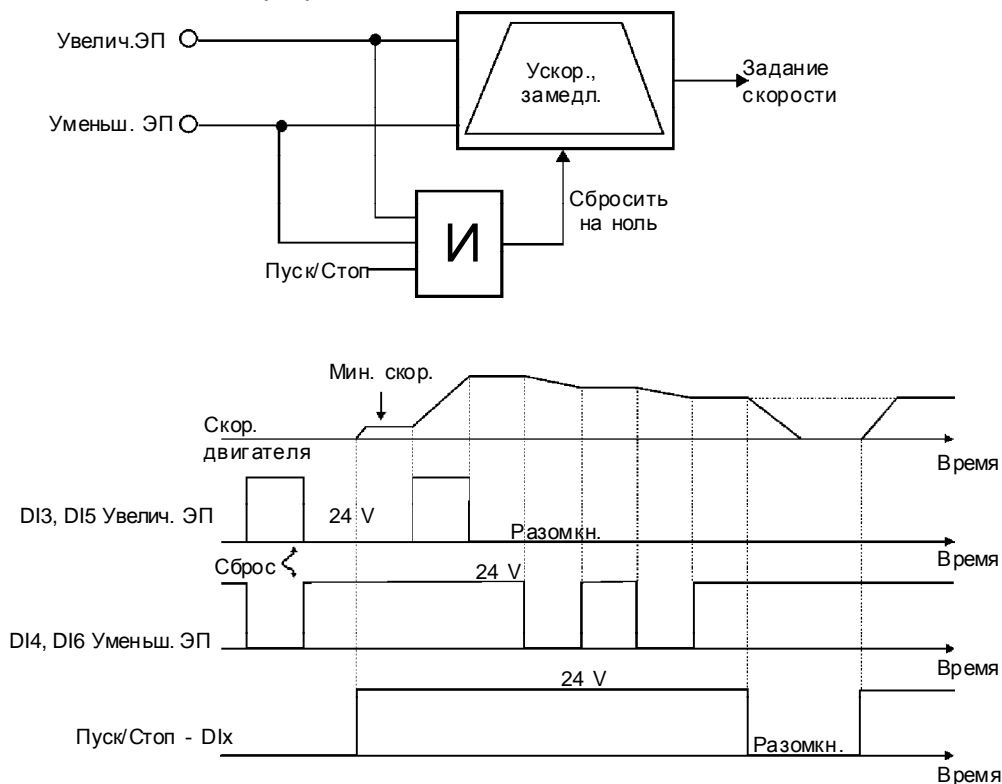 Увелич.ЭП
Уменьш. ЭП
Ускор.,
замедл.
Задание
скорости
Сбросить
на ноль
И
Пуск/Стоп
Мин. скор.
Скор.
двигателя
Время
DI3, DI5 Увелич. ЭП
24 V
Разомкн.
Время
Сброс
24 V
DI4, DI6 Уменьш. ЭП
Время
24 V
Пуск/Стоп - DIx
Разомкн.
Время